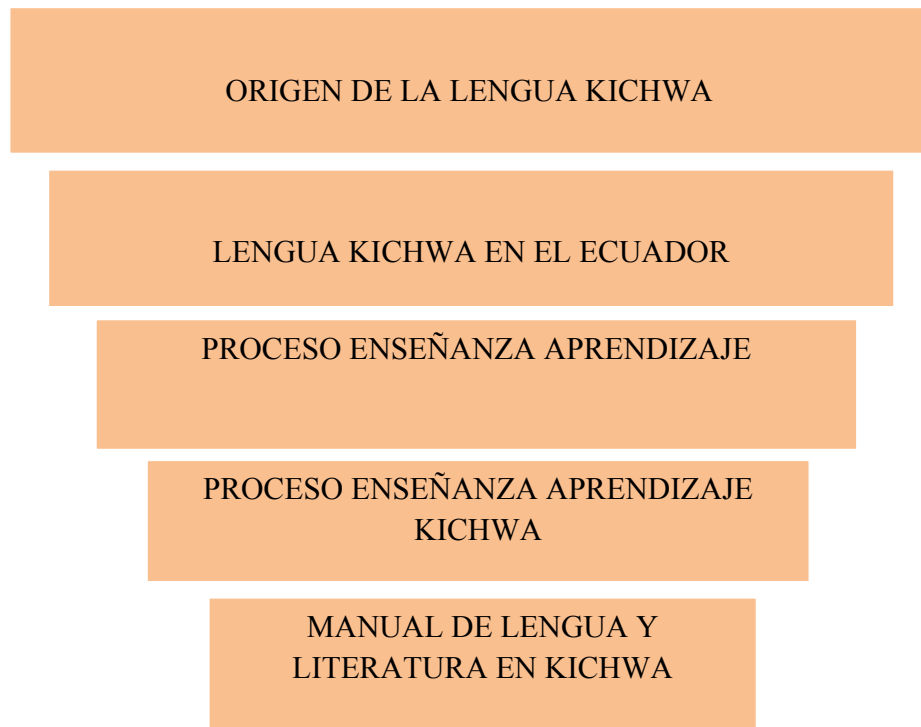 ORIGEN DE LA LENGUA KICHWA
LENGUA KICHWA EN EL ECUADOR
PROCESO ENSEÑANZA APRENDIZAJE
PROCESO ENSEÑANZA APRENDIZAJE
KICHWA
MANUAL DE LENGUA Y
LITERATURA EN KICHWA